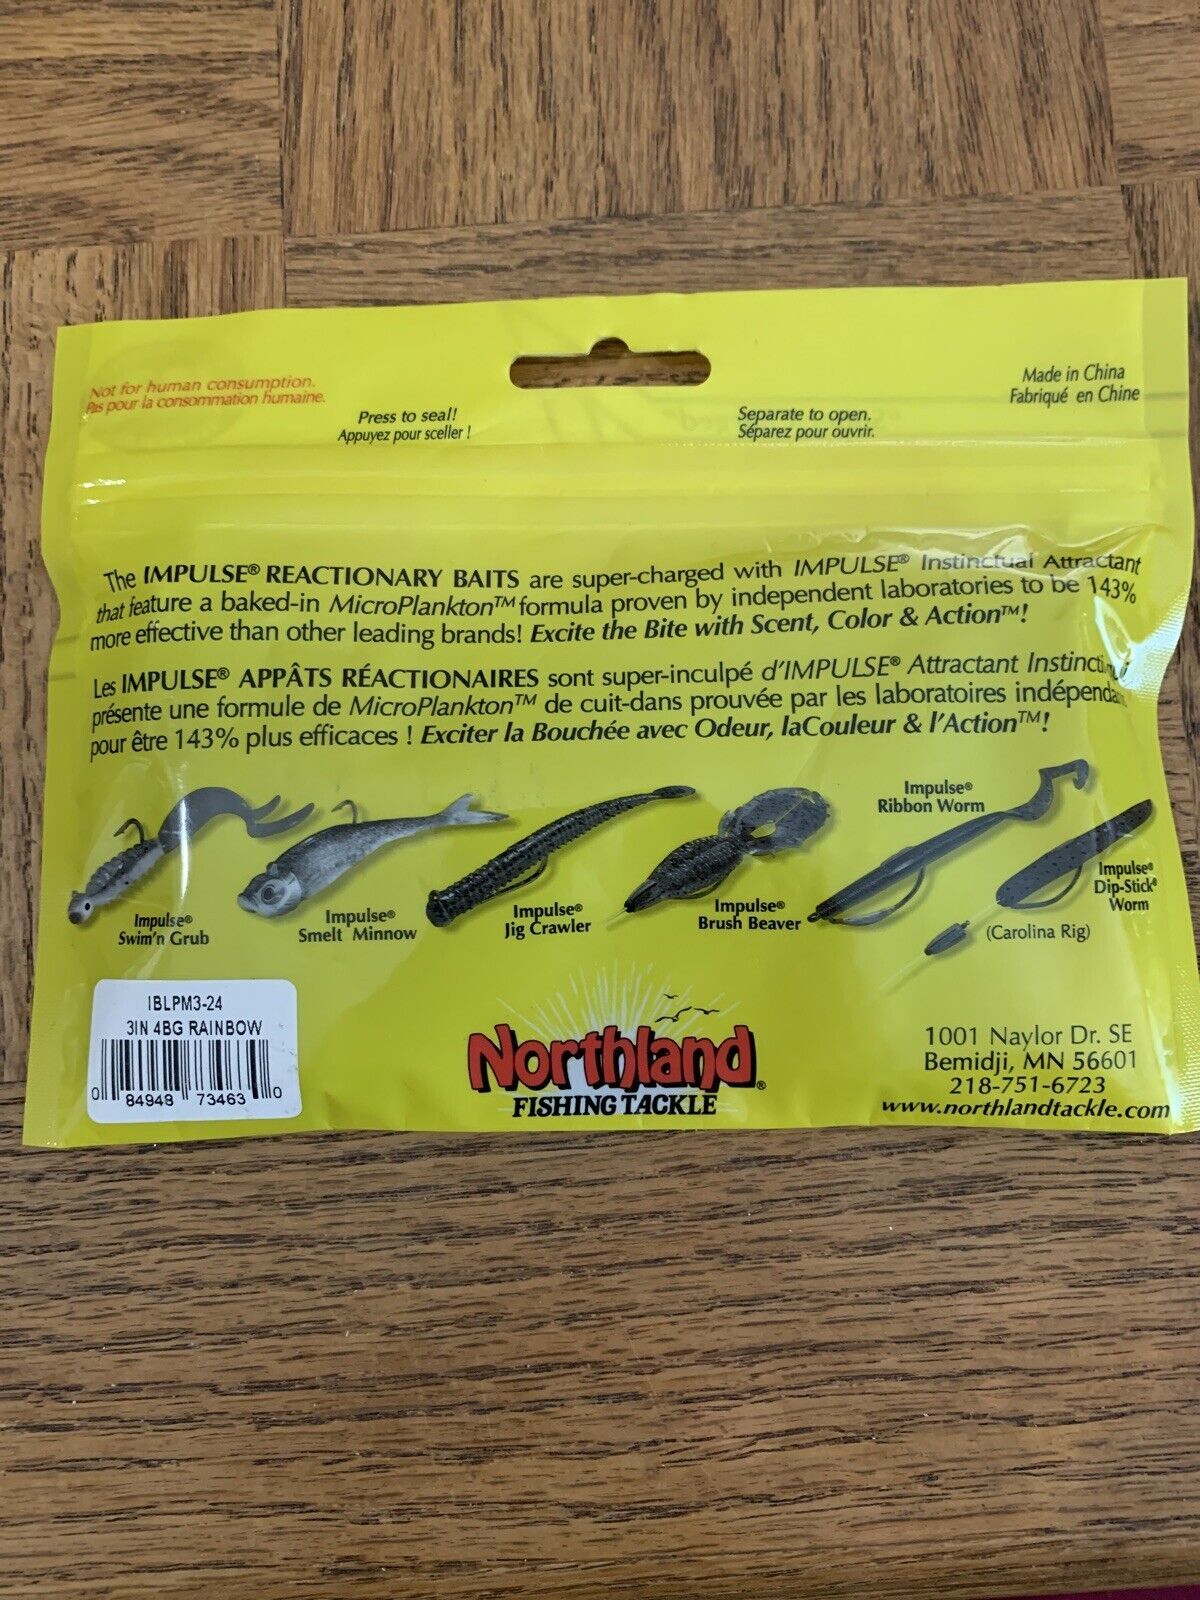 Not for human consumption.
Pas pour la consommation humaine.
Press to seal!
Appuyez pour sceller !
Separate to open.
Séparez pour ouvrir.
Made in China
Fabriqué en Chine
The IMPULSE® REACTIONARY BAITS are super-charged with IMPULSE® Instinctual Attractant
that feature a baked-in MicroPlankton™ formula proven by independent laboratories to be 143%
more effective than other leading brands! Excite the Bite with Scent, Color & Action™!
Les IMPULSE® APPÂTS RÉACTIONAIRES sont super-inculpé d'IMPULSE® Attractant
présente une formule de MicroPlankton™ de cuit-dans prouvée par les laboratoires
pour être 143% plus efficaces ! Exciter la Bouchée avec Odeur, laCouleur & l'Action™!
Impulse®
Swim'n Grub
Impulse®
Smelt Minnow
Impulse®
Jig Crawler
Impulse®
Brush Beaver
Impulse®
Ribbon Worm
Impulse®
Dip-Stick®
Worm
(Carolina Rig)
IBLPM3-24
3IN 4BG RAINBOW
0 84948 73463 0
Northland®
FISHING TACKLE
1001 Naylor Dr. SE
Bemidji, MN 56601
218-751-6723
www.northlandtackle.com